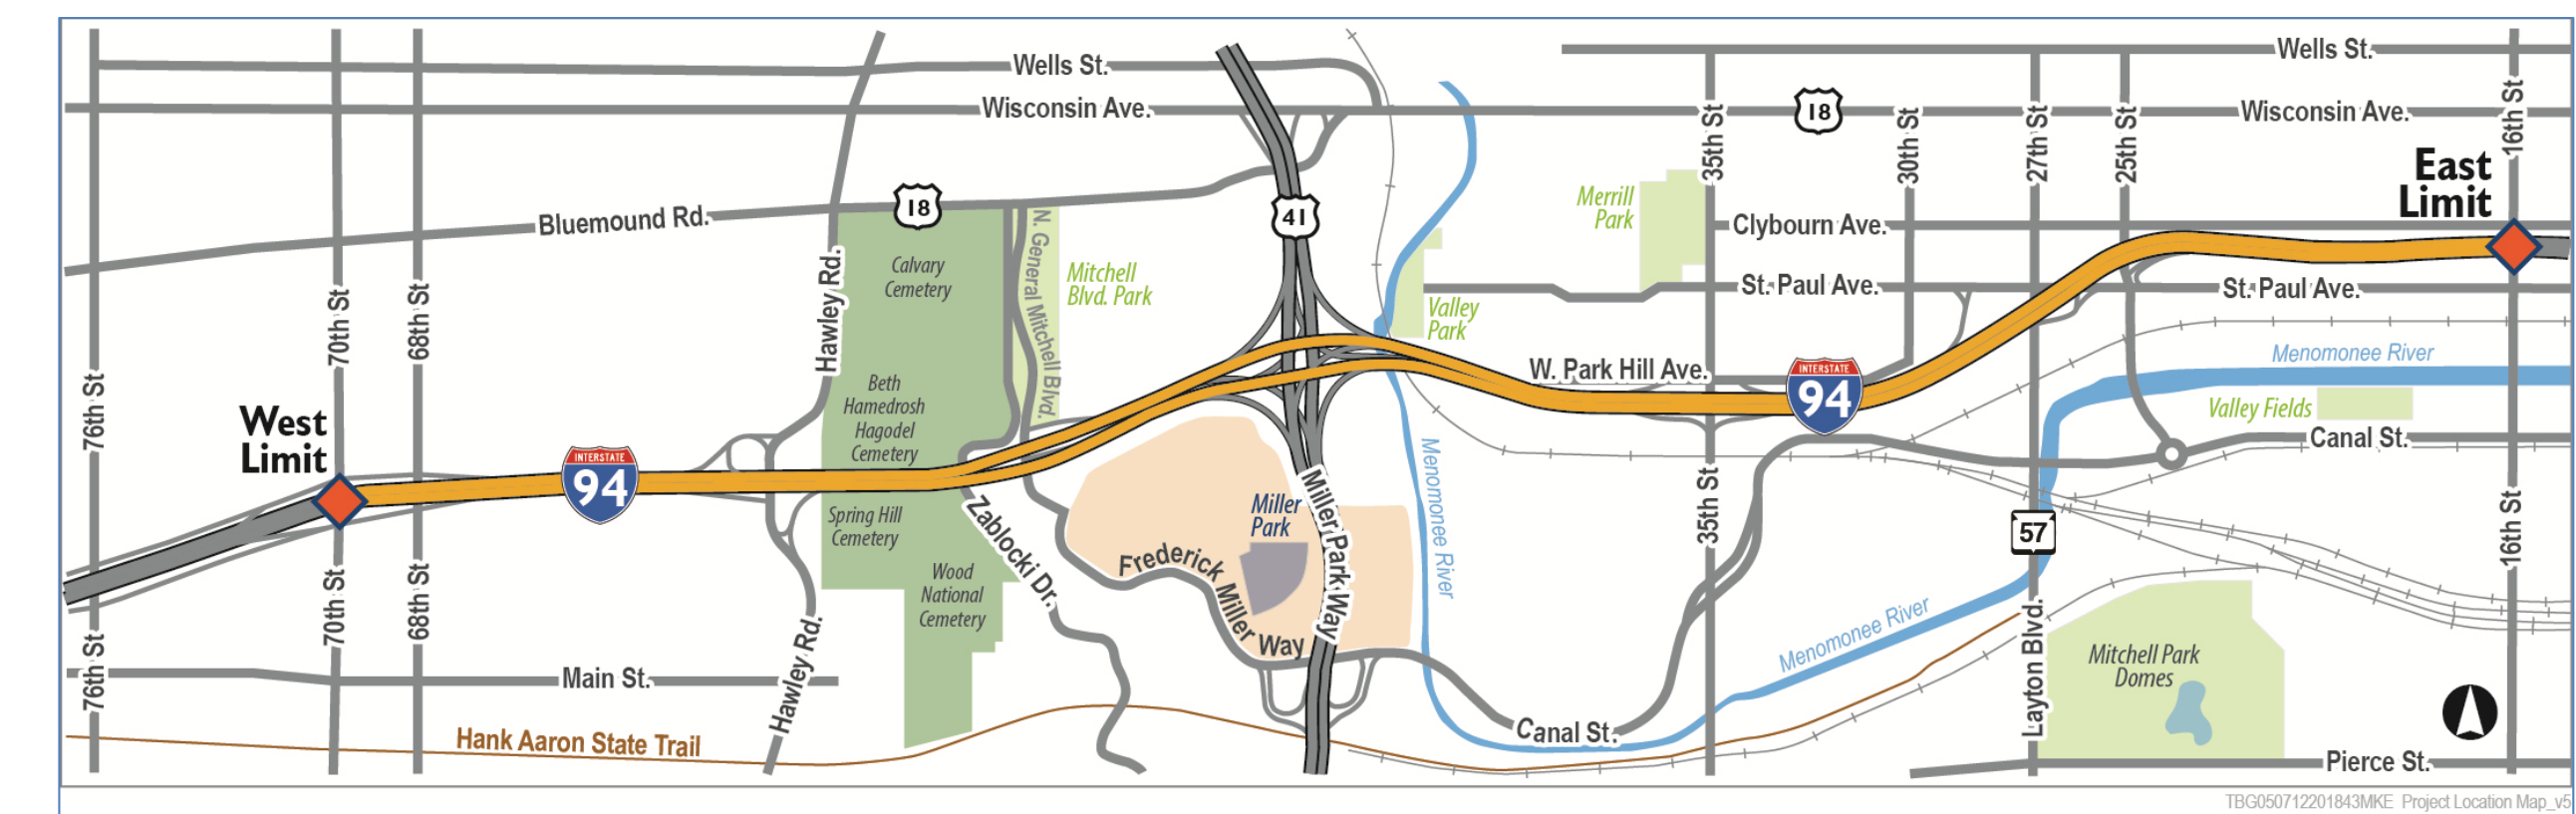 Wells St.
Wells St.
Wisconsin Ave.
18
Wisconsin Ave.
35th St
30th St
27th St
25th St
16th St
East
Limit
Merrill
Park
Bluemound Rd.
18
41
Clybourn Ave.
N. General Mitchell Blvd.
Calvary
Cemetery
Mitchell
Blvd. Park
Hawley Rd.
70th St
68th St
76th St
St. Paul Ave.
St. Paul Ave.
Valley
Park
Menomonee River
W. Park Hill Ave.
INTERSTATE
94
Beth
Hamedrosh
Hagodel
Cemetery
Valley Fields
West
Limit
Canal St.
INTERSTATE
94
Menomonee River
35th St
16th St
Zablocki Dr.
Miller
Park
Miller Park Way
Spring Hill
Cemetery
57
Frederick Miller Way
Wood
National
Cemetery
70th St
68th St
76th St
Hawley Rd.
Menomonee River
Layton Blvd.
Mitchell Park
Domes
Main St.
Canal St.
Hank Aaron State Trail
Pierce St.
TBG050712201843MKE Project Location Map_v5